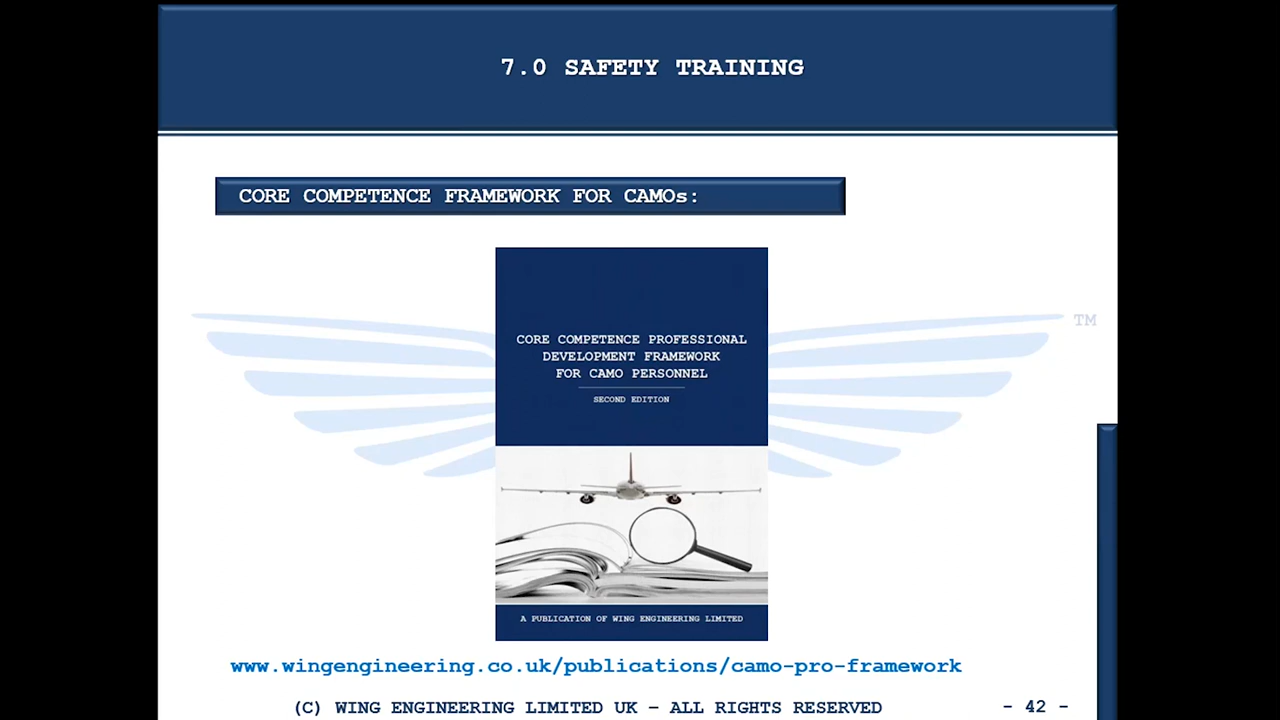 7.0 SAFETY TRAINING
CORE COMPETENCE FRAMEWORK FOR CAMOs:
TM
CORE COMPETENCE PROFESSIONAL
DEVELOPMENT FRAMEWORK
FOR CAMO PERSONNEL
SECOND EDITION
A PUBLICATION OF WING ENGINEERING LIMITED
www.wingengineering.co.uk/publications/camo-pro-framework
(C) WING ENGINEERING LIMITED UK – ALL RIGHTS RESERVED
- 42 -